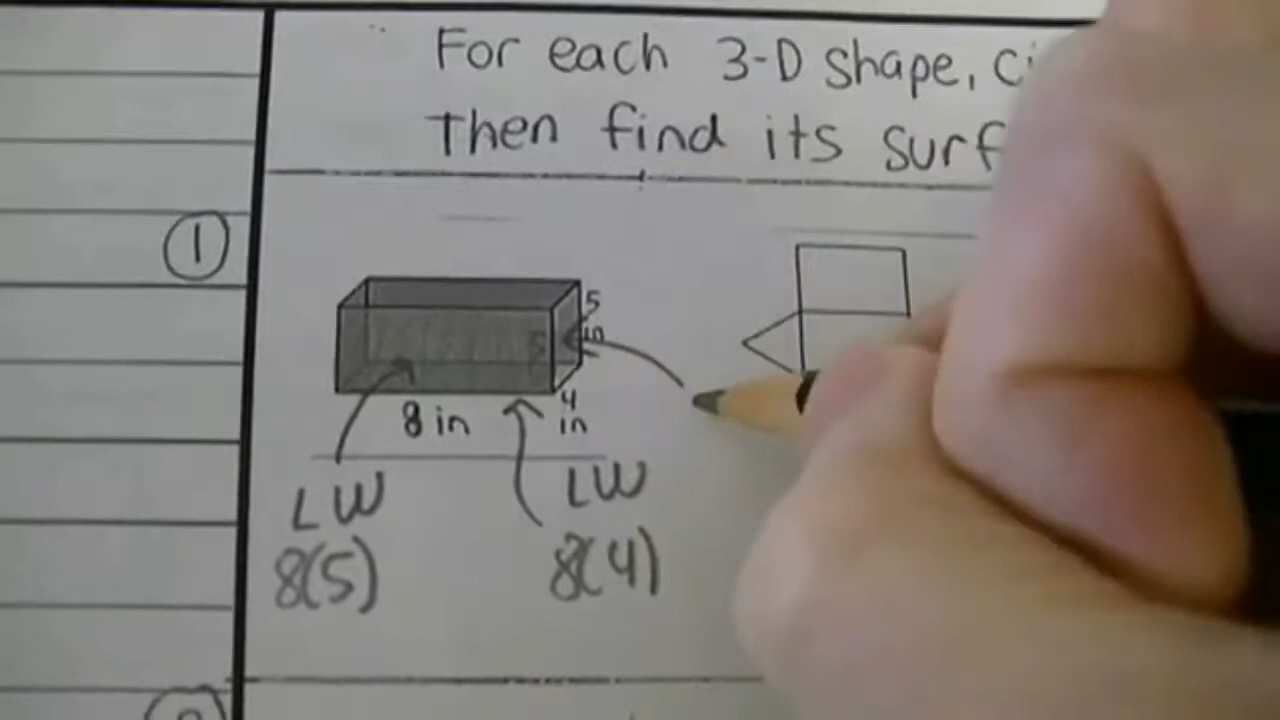 For each 3-D shape, Ci
Then find its surf
1
5
in
5
8 in
4
in
LW
8(5)
LW
8(4)